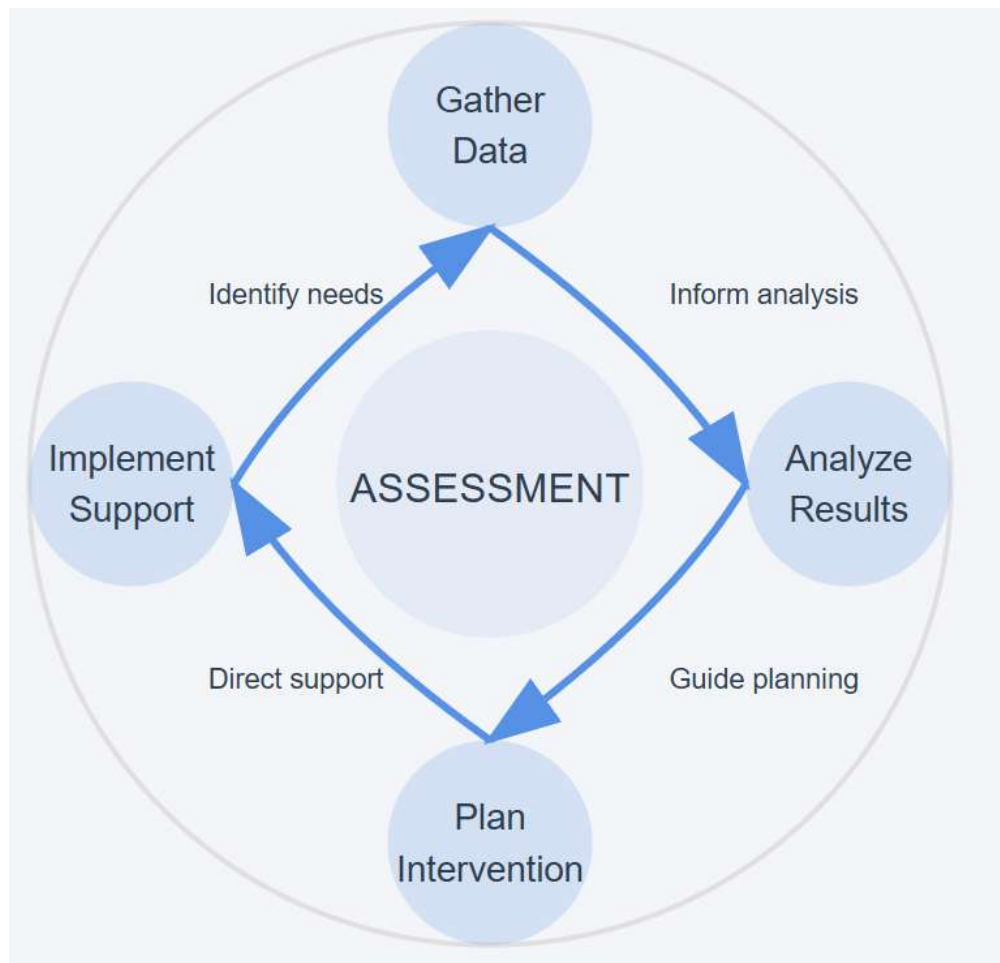 Gather
Data
Identify needs
Inform analysis
Implement
Support
ASSESSMENT
Analyze
Results
Direct support
Guide planning
Plan
Intervention